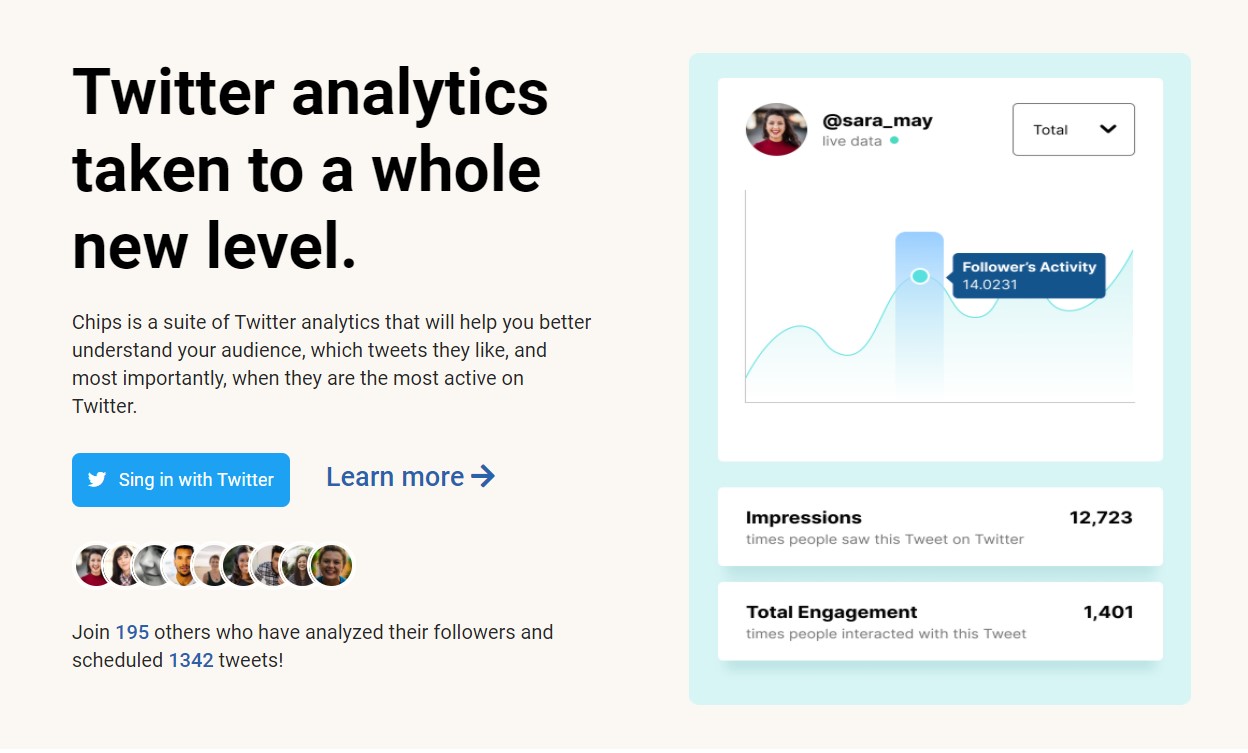 Twitter analytics
taken to a whole
new level.
Chips is a suite of Twitter analytics that will help you better
understand your audience, which tweets they like, and
most importantly, when they are the most active on
Twitter.
Sing in with Twitter
Learn more
Join 195 others who have analyzed their followers and
scheduled 1342 tweets!
@sara_may
live data
Total
Follower's Activity
14.0231
Impressions
12,723
times people saw this Tweet on Twitter
Total Engagement
1,401
times people interacted with this Tweet